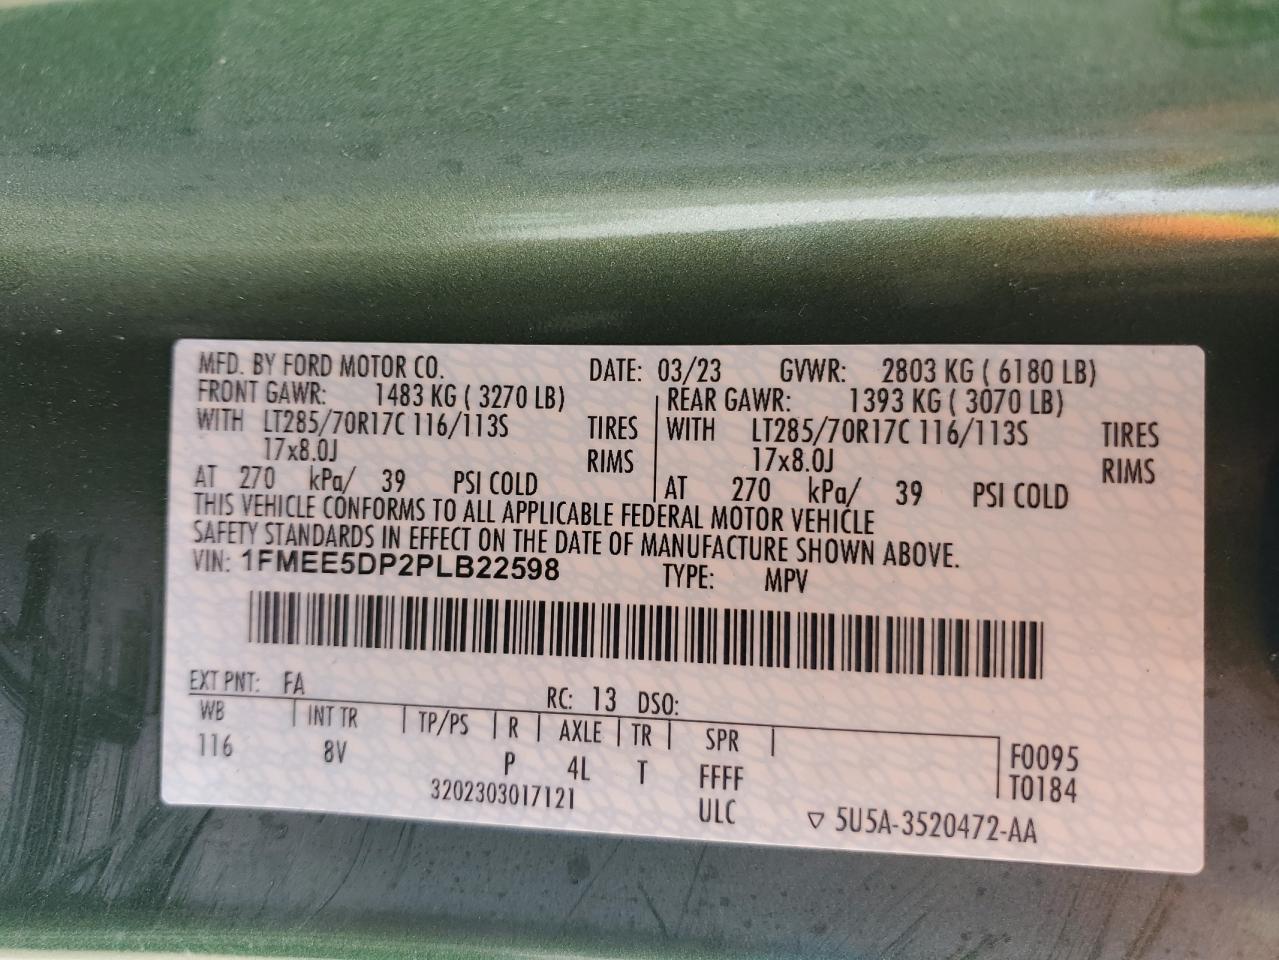 MFD. BY FORD MOTOR CO. DATE: 03/23 GVWR: 2803 KG ( 6180 LB)
FRONT GAWR: 1483 KG ( 3270 LB) REAR GAWR: 1393 KG ( 3070 LB)
WITH LT285/70R17C 116/113S TIRES WITH LT285/70R17C 116/113S TIRES
17x8.0J RIMS 17x8.0J RIMS
AT 270 kPa/ 39 PSI COLD AT 270 kPa/ 39 PSI COLD
THIS VEHICLE CONFORMS TO ALL APPLICABLE FEDERAL MOTOR VEHICLE
SAFETY STANDARDS IN EFFECT ON THE DATE OF MANUFACTURE SHOWN ABOVE.
VIN: 1FMEE5DP2PLB22598 TYPE: MPV
EXT PNT: FA RC: 13 DSO:
WB INT TR TP/PS R AXLE TR SPR F0095
116 8V P 4L T FFFF T0184
3202303017121 ULC ▽ 5U5A-3520472-AA